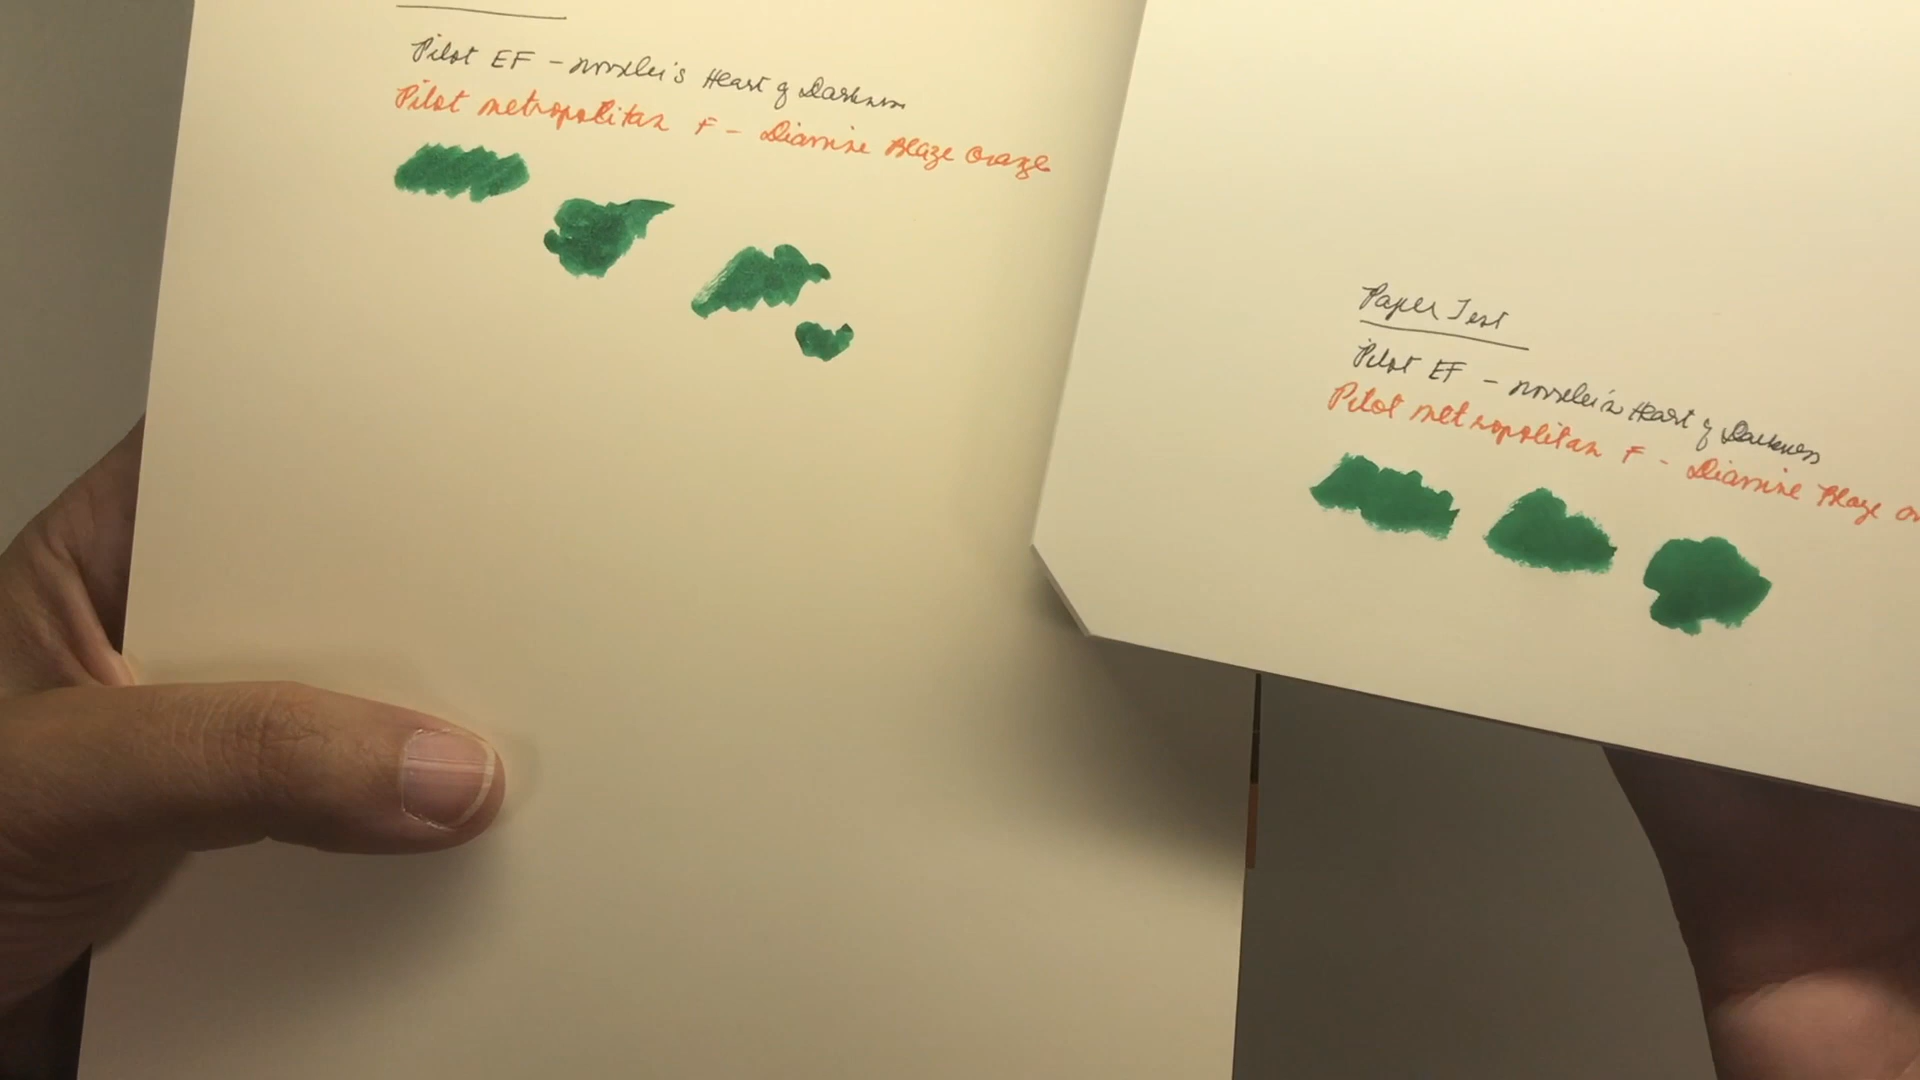 Pilot EF - noodler's Heart of Darkness
Pilot metropolitan F - Diamine Blaze Orange
Paper Test
Pilot EF - noodler's Heart of Darkness
Pilot metropolitan F - Diamine Blaze Or